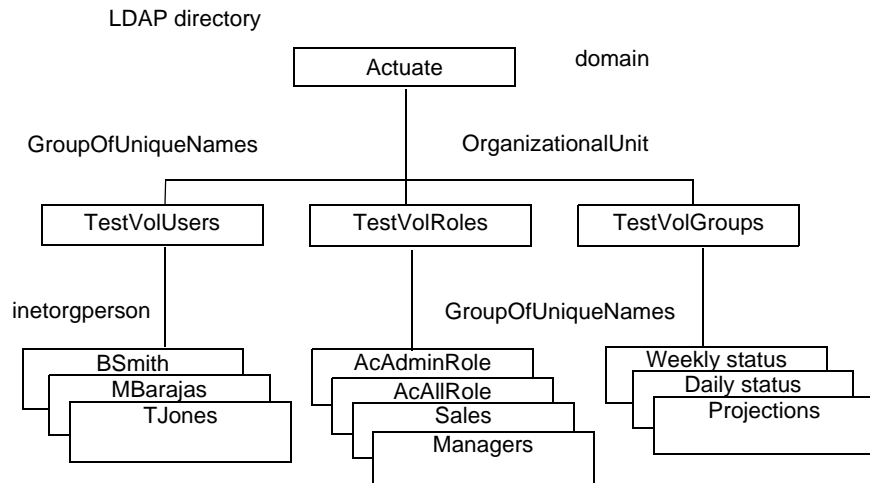 LDAP directory
Actuate
domain
GroupOfUniqueNames
OrganizationalUnit
TestVolUsers
TestVolRoles
TestVolGroups
inetorgperson
GroupOfUniqueNames
BSmith
MBarajas
TJones
AcAdminRole
AcAllRole
Sales
Managers
Weekly status
Daily status
Projections